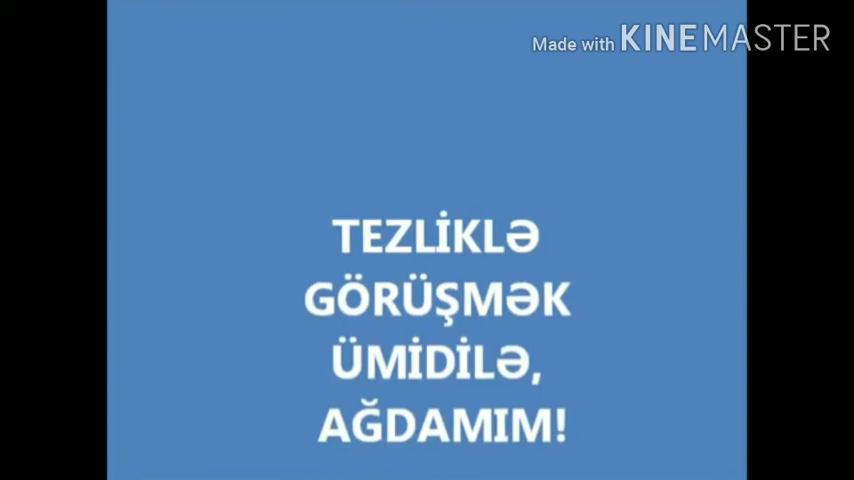 Made with KINEMASTER
TEZLİKLƏ
GÖRÜŞMƏK
ÜMİDİLƏ,
AĞDAMIM!